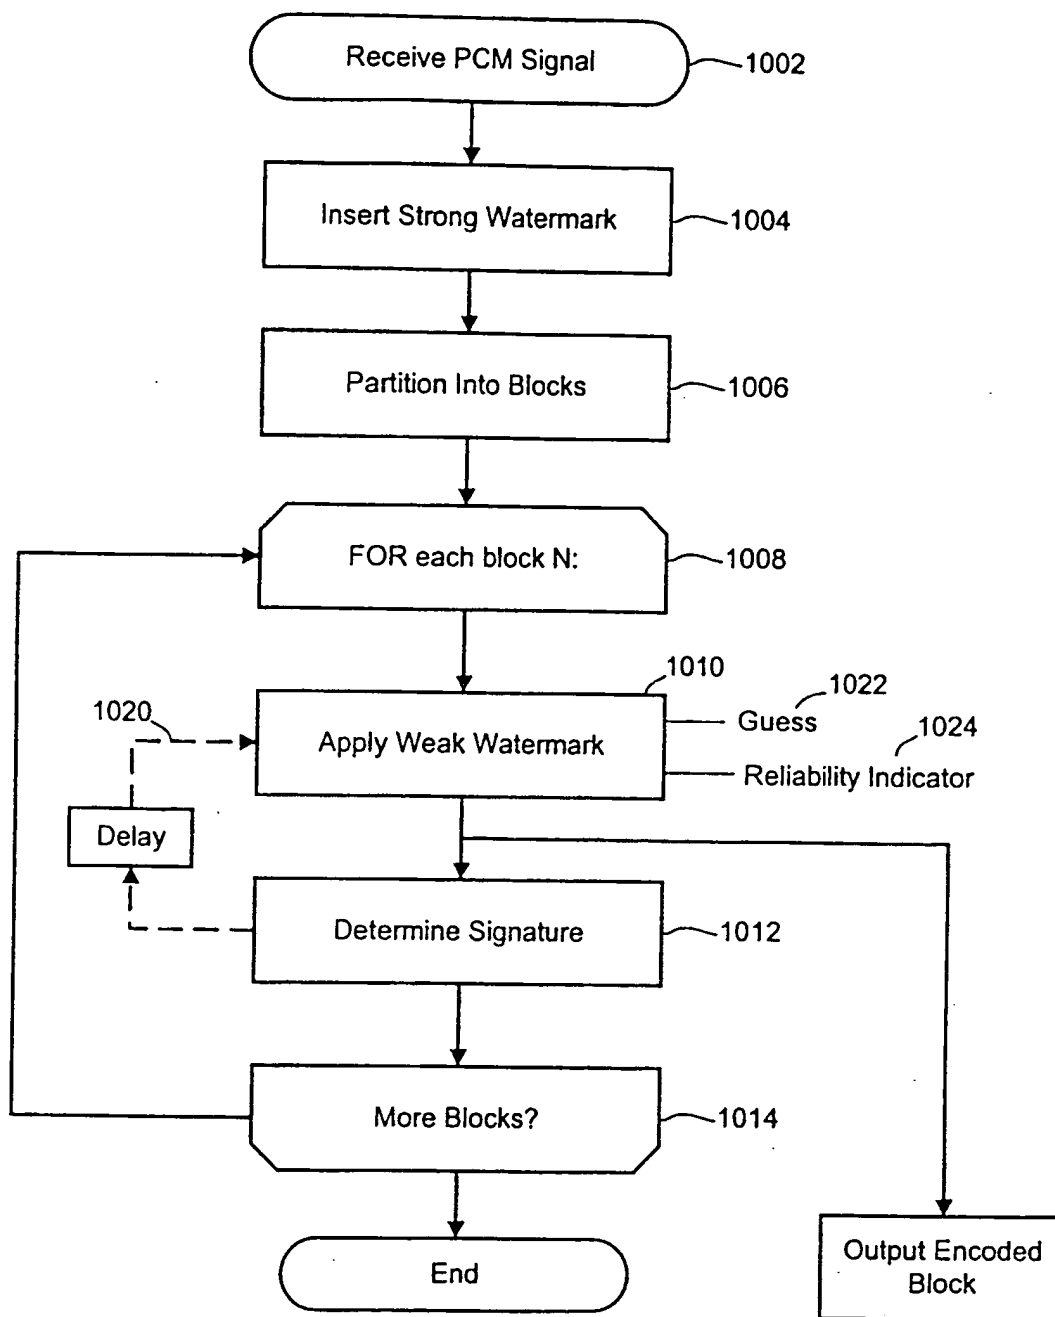 Receive PCM Signal
1002
Insert Strong Watermark
1004
Partition Into Blocks
1006
FOR each block N:
1008
1010
1022
Guess
1020
Apply Weak Watermark
1024
Reliability Indicator
Delay
Determine Signature
1012
More Blocks?
1014
End
Output Encoded
Block